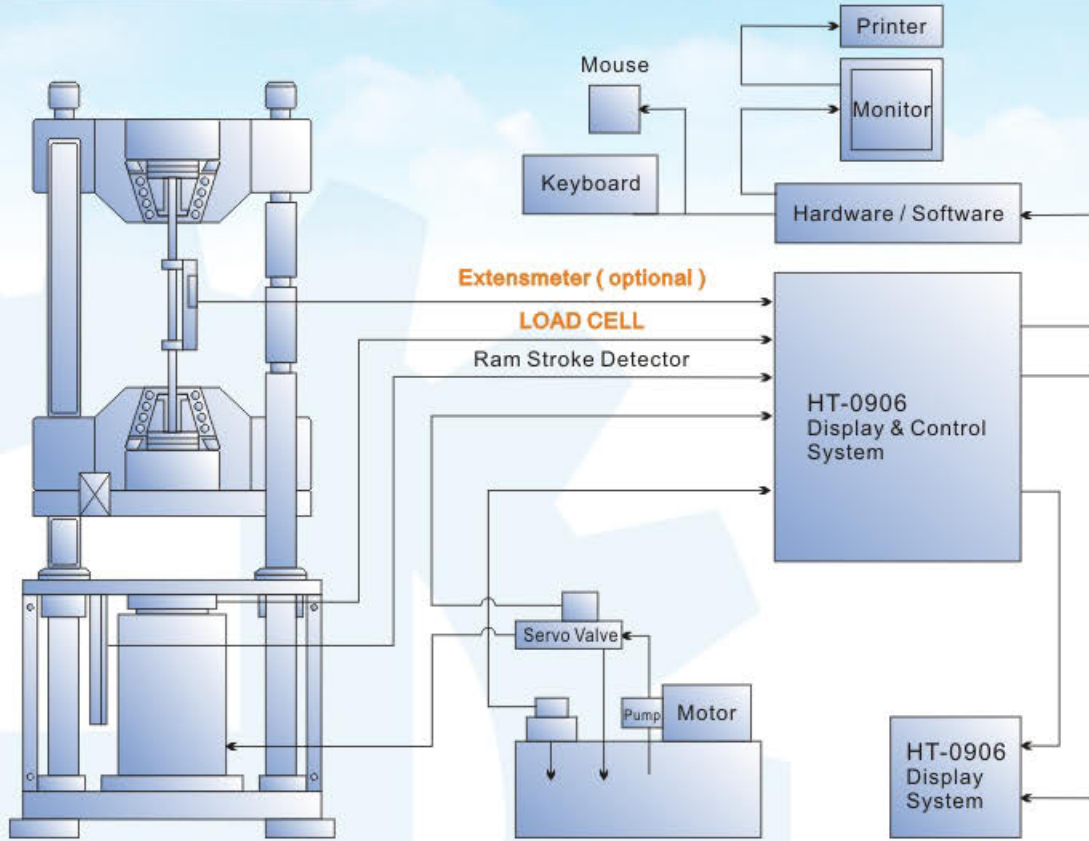 Printer
Mouse
Monitor
Keyboard
Hardware / Software
Extensmeter ( optional )
LOAD CELL
Ram Stroke Detector
HT-0906
Display & Control
System
Servo Valve
Pump
Motor
HT-0906
Display
System